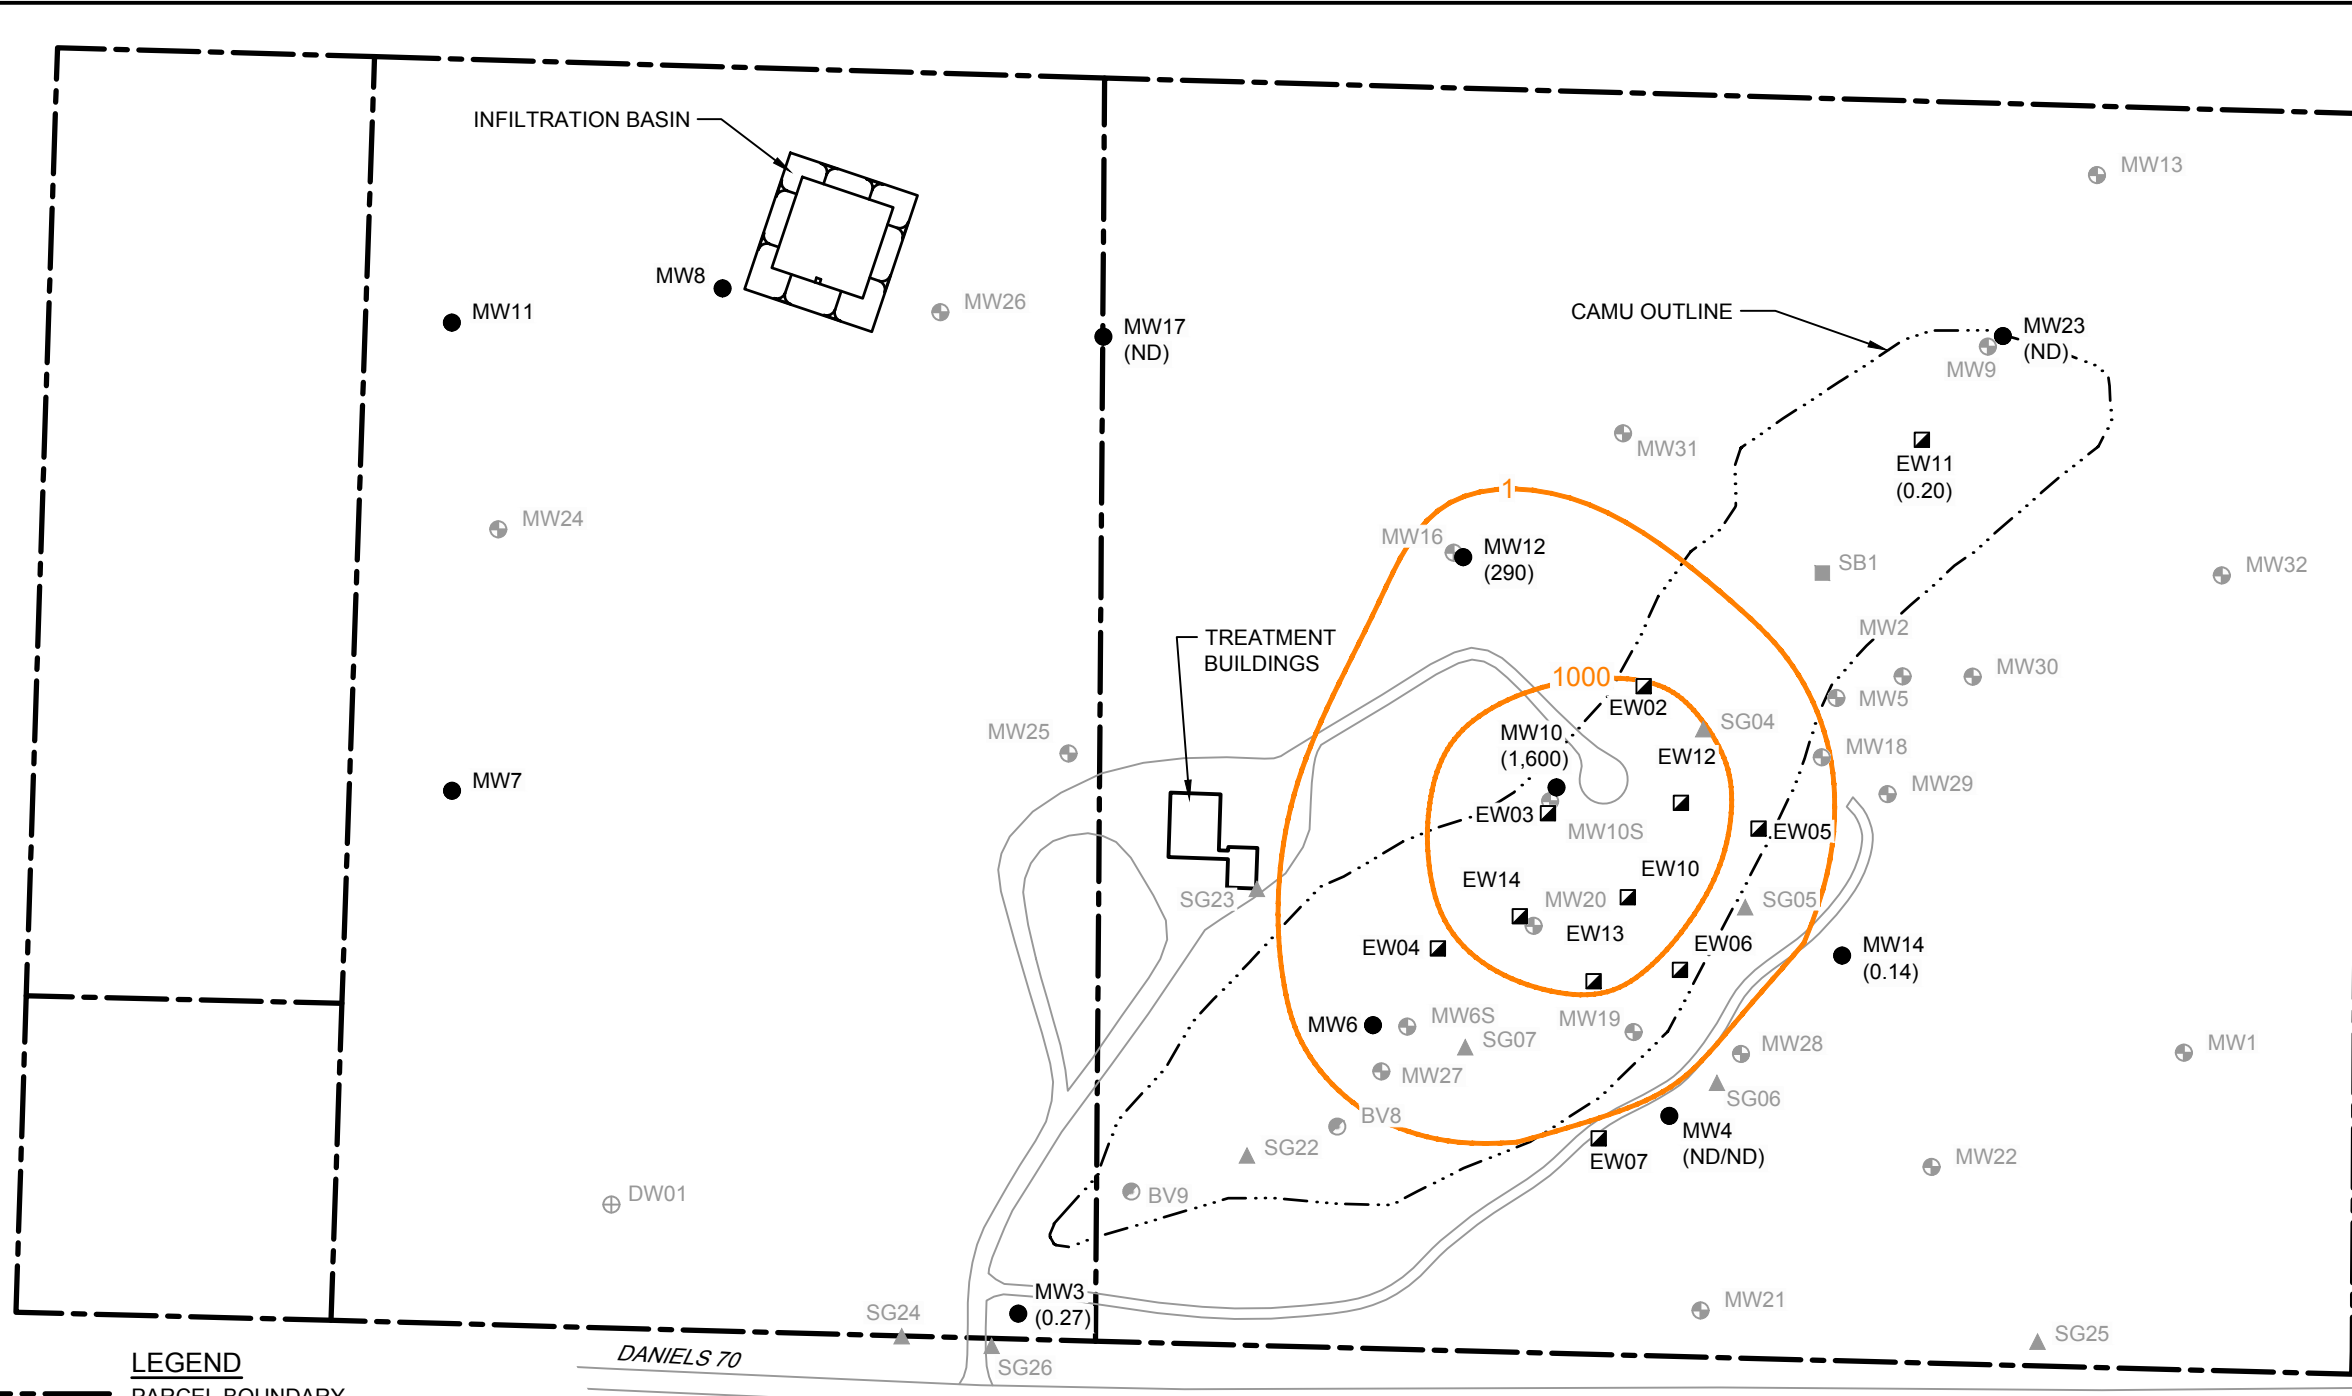 INFILTRATION BASIN
MW13
MW8
MW11
MW26
MW17
(ND)
CAMU OUTLINE
MW23
(ND)
MW9
MW31
EW11
(0.20)
1
MW24
MW16
MW12
(290)
SB1
MW32
TREATMENT
BUILDINGS
MW2
MW30
1000
EW02
MW5
MW25
MW10
(1,600)
SG04
EW12
MW18
MW7
MW29
EW03
MW10S
EW05
EW14
EW10
SG23
MW20
SG05
EW04
EW13
EW06
MW14
(0.14)
MW6
MW6S
MW19
SG07
MW28
MW1
MW27
SG06
BV8
MW4
(ND/ND)
SG22
EW07
MW22
DW01
BV9
MW3
(0.27)
MW21
SG24
SG25
SG26
DANIELS 70
LEGEND
PARCEL BOUNDARY